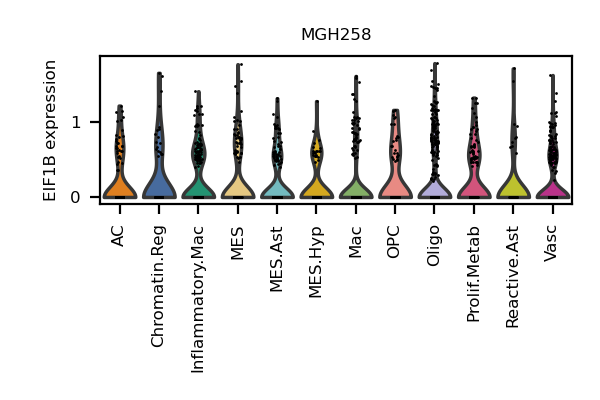 MGH258
EIF1B expression
1
0
AC
Chromatin.Reg
Inflammatory.Mac
MES
MES.Ast
MES.Hyp
Mac
OPC
Oligo
Prolif.Metab
Reactive.Ast
Vasc